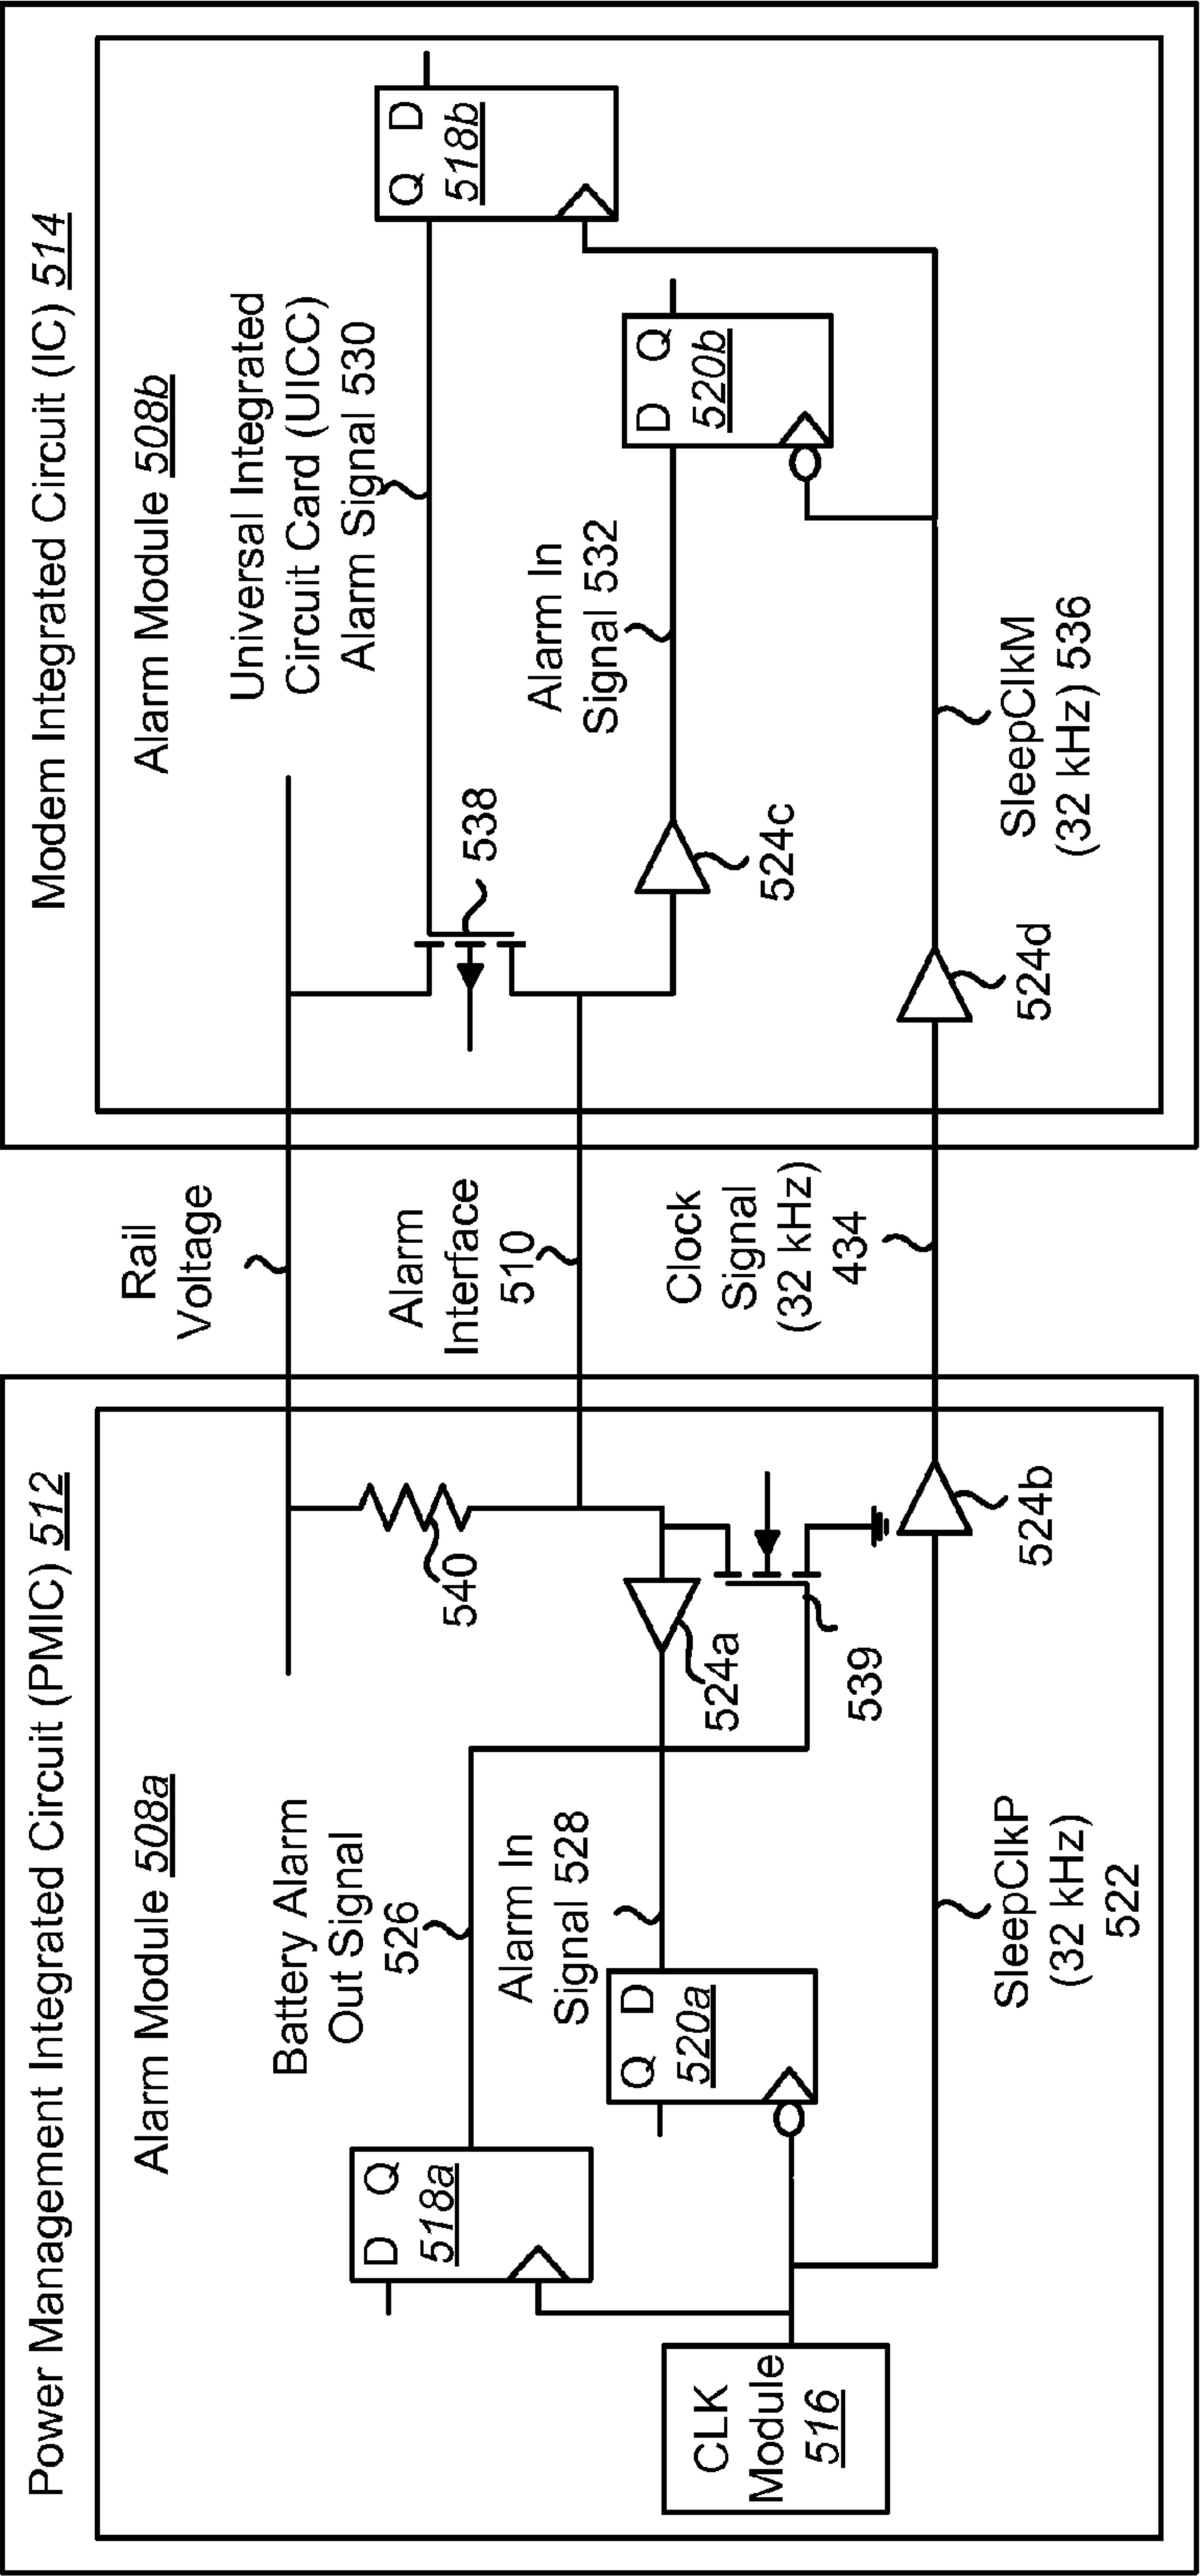 Power Management Integrated Circuit (PMIC) 512
Alarm Module 508a
Battery Alarm
Out Signal
526
D Q
518a
Alarm In
Signal 528
Q D
520a
CLK
Module
516
540
524a
539
524b
SleepClkP
(32 kHz)
522
Rail
Voltage
Alarm
Interface
510
Clock
Signal
(32 kHz)
434
Modem Integrated Circuit (IC) 514
Alarm Module 508b
Universal Integrated
Circuit Card (UICC)
Alarm Signal 530
Q D
518b
538
Alarm In
Signal 532
D Q
520b
524c
524d
SleepClkM
(32 kHz) 536